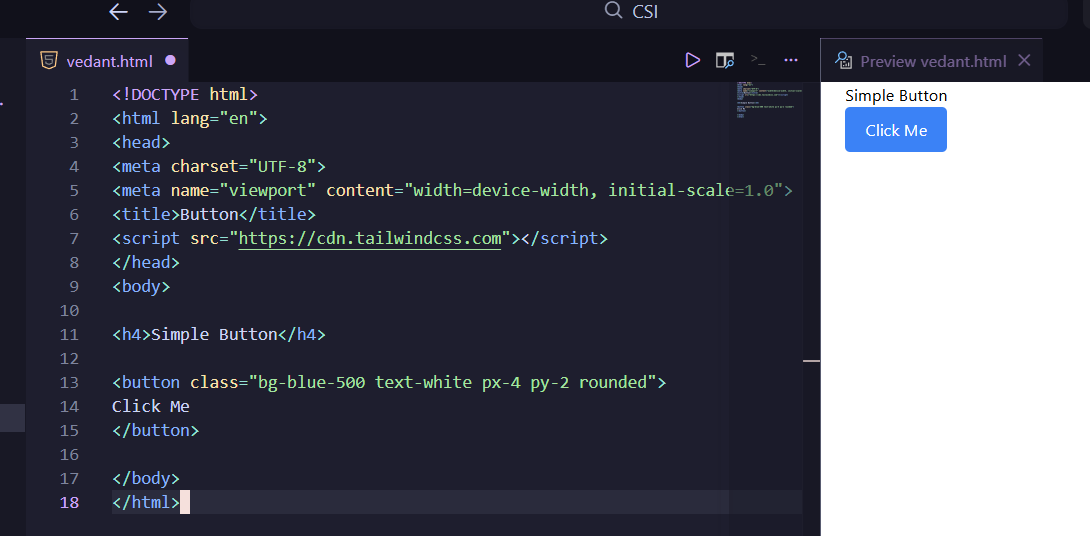 CSI
vedant.html
Preview vedant.html
1 <!DOCTYPE html>
2 <html lang="en">
3 <head>
4 <meta charset="UTF-8">
5 <meta name="viewport" content="width=device-width, initial-scale=1.0">
6 <title>Button</title>
7 <script src="https://cdn.tailwindcss.com"></script>
8 </head>
9 <body>
10
11 <h4>Simple Button</h4>
12
13 <button class="bg-blue-500 text-white px-4 py-2 rounded">
14 Click Me
15 </button>
16
17 </body>
18 </html>
Simple Button
Click Me